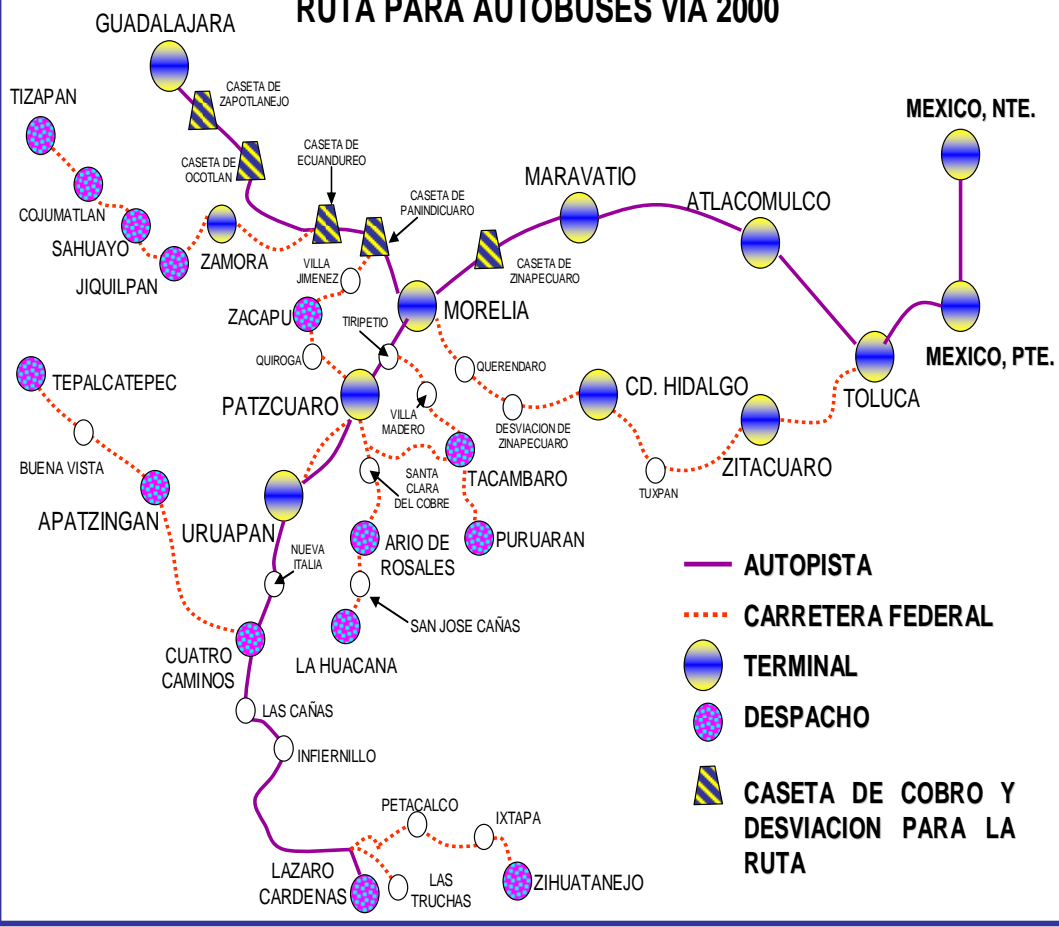 RUTA PARA AUTOBUSES VIA 2000
GUADALAJARA
TIZAPAN
CASETA DE
ZAPOTLANEJO
MEXICO, NTE.
CASETA DE
ECUANDUREO
CASETA DE
OCOTLAN
MARAVATIO
COJUMATLAN
CASETA DE
PANINDICUARO
ATLACOMULCO
SAHUAYO
ZAMORA
VILLA
JIMENEZ
CASETA DE
ZINAPECUARO
JIQUILPAN
ZACAPU
TIRIPETIO
MORELIA
MEXICO, PTE.
QUIROGA
QUERENDARO
TEPALCATEPEC
CD. HIDALGO
TOLUCA
PATZCUARO
VILLA
MADERO
DESVIACION DE
ZINAPECUARO
BUENA VISTA
SANTA
CLARA
DEL COBRE
TACAMBARO
ZITACUARO
TUXPAN
APATZINGAN
URUAPAN
NUEVA
ITALIA
ARIO DE
ROSALES
PURUARAN
AUTOPISTA
CARRETERA FEDERAL
SAN JOSE CAÑAS
CUATRO
CAMINOS
LA HUACANA
TERMINAL
LAS CAÑAS
DESPACHO
INFIERNILLO
CASETA DE COBRO Y
DESVIACION PARA LA
RUTA
PETACALCO
IXTAPA
LAZARO
CARDENAS
LAS
TRUCHAS
ZIHUATANEJO